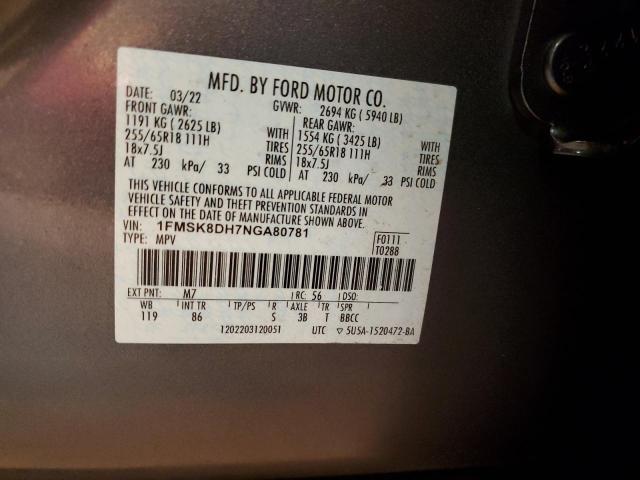 MFD. BY FORD MOTOR CO.
DATE: 03/22 GVWR: 2694 KG ( 5940 LB)
FRONT GAWR: REAR GAWR:
1191 KG ( 2625 LB) WITH 1554 KG ( 3425 LB) WITH
255/65R18 111H TIRES 255/65R18 111H TIRES
18x7.5J RIMS 18x7.5J RIMS
AT 230 kPa/ 33 PSI COLD AT 230 kPa/ 33 PSI COLD
THIS VEHICLE CONFORMS TO ALL APPLICABLE FEDERAL MOTOR
VEHICLE SAFETY AND THEFT PREVENTION STANDARDS IN
EFFECT ON THE DATE OF MANUFACTURE SHOWN ABOVE.
VIN: 1FMSK8DH7NGA80781
TYPE: MPV F0111
T0288
EXT PNT: M7 RC: 56 DSO:
WB INT TR TP/PS R AXLE TR SPR
119 86 S 3B T BBCC
1202203120051 UTC ▽ 5U5A-1520472-BA